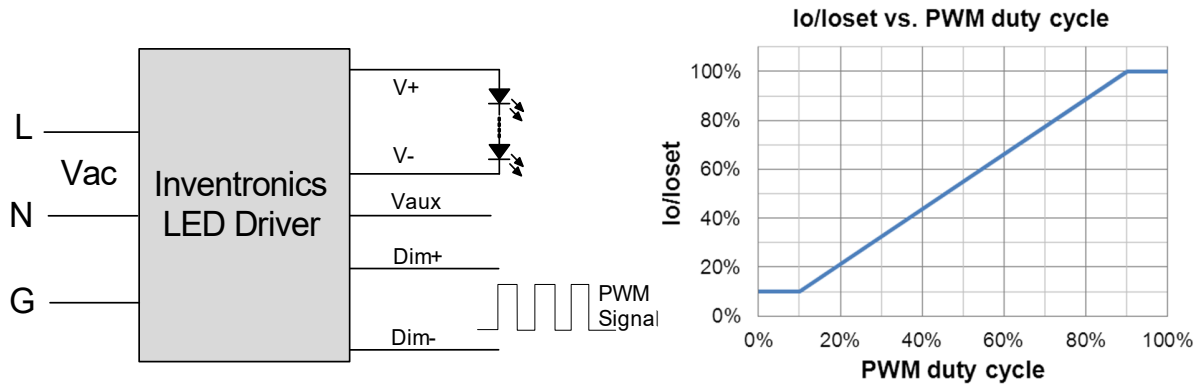 L
Vac
N
G
Inventronics
LED Driver
V+
V-
Vaux
Dim+
Dim-
PWM
Signal
Io/Ioset vs. PWM duty cycle
Io/Ioset
100%
80%
60%
40%
20%
0%
0% 20% 40% 60% 80% 100%
PWM duty cycle